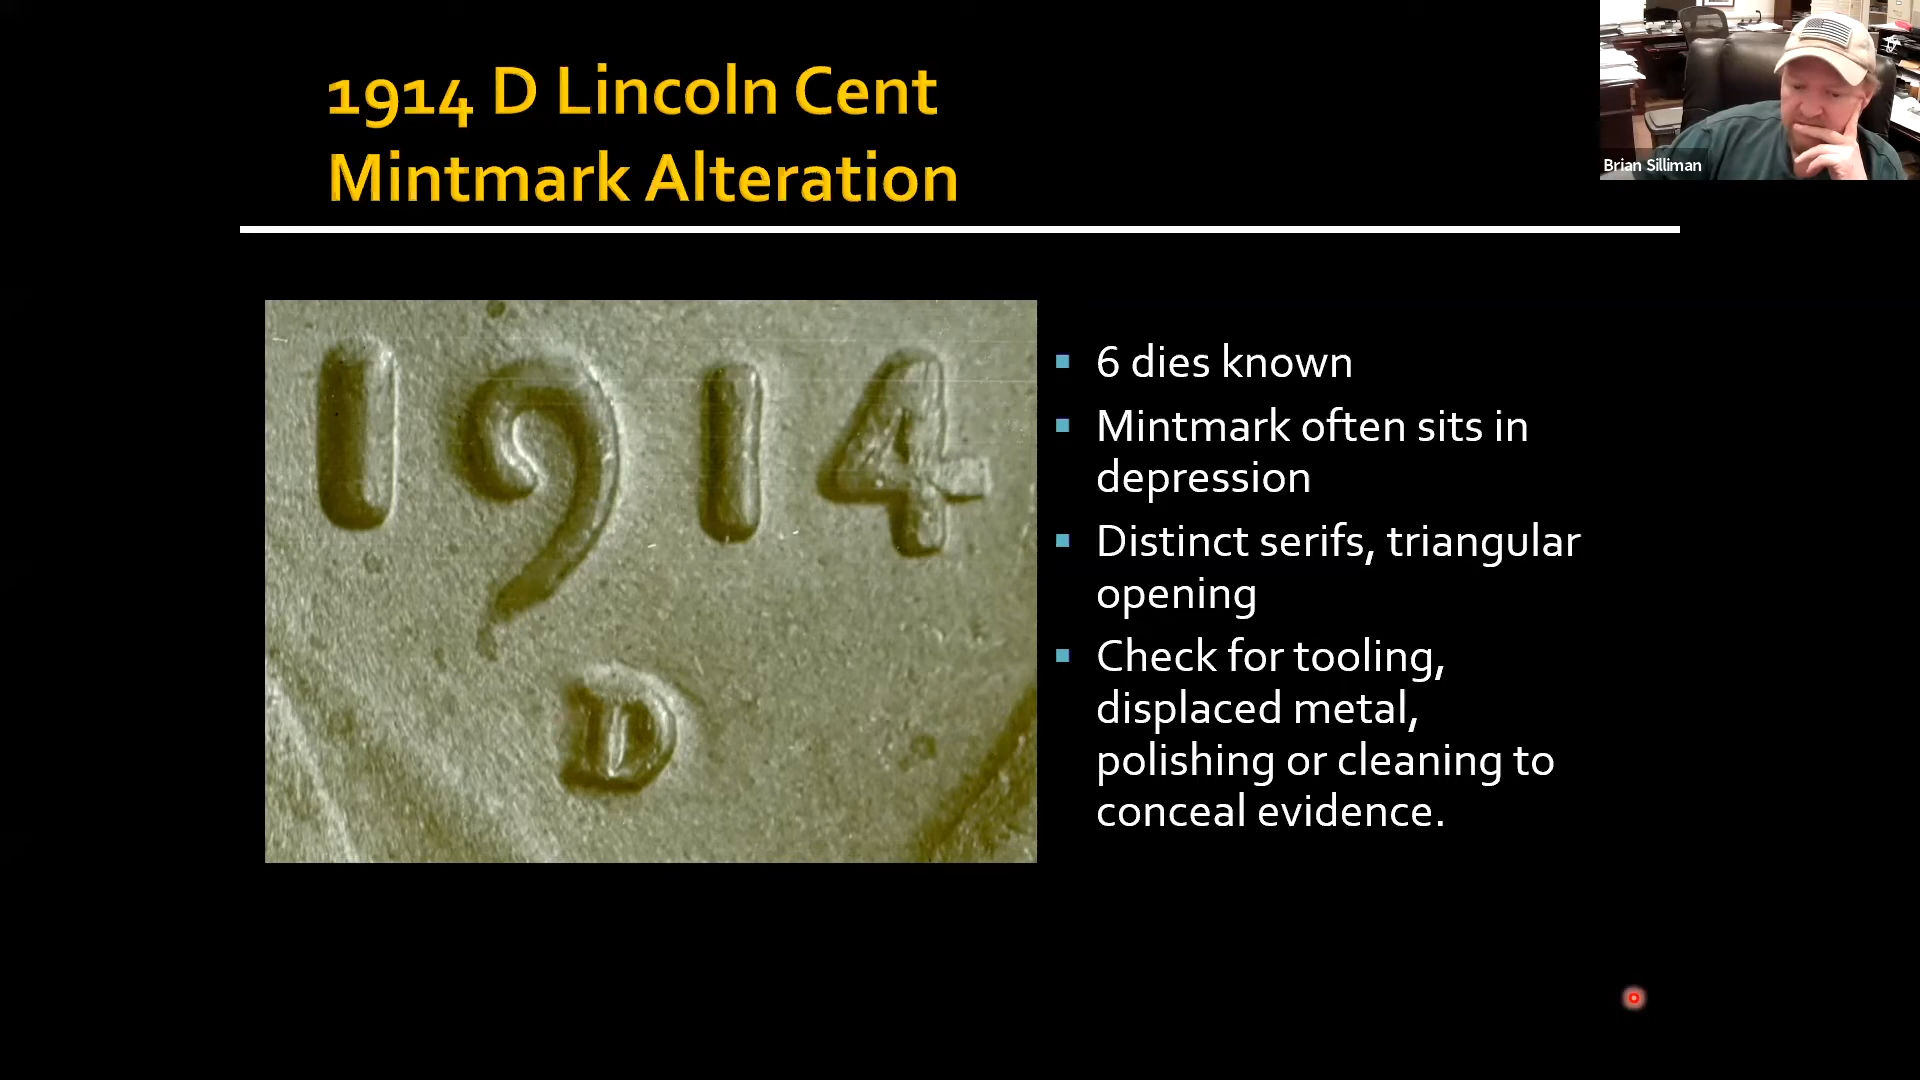 1914 D Lincoln Cent
Mintmark Alteration
Brian Silliman
1914
D
6 dies known
Mintmark often sits in
depression
Distinct serifs, triangular
opening
Check for tooling,
displaced metal,
polishing or cleaning to
conceal evidence.